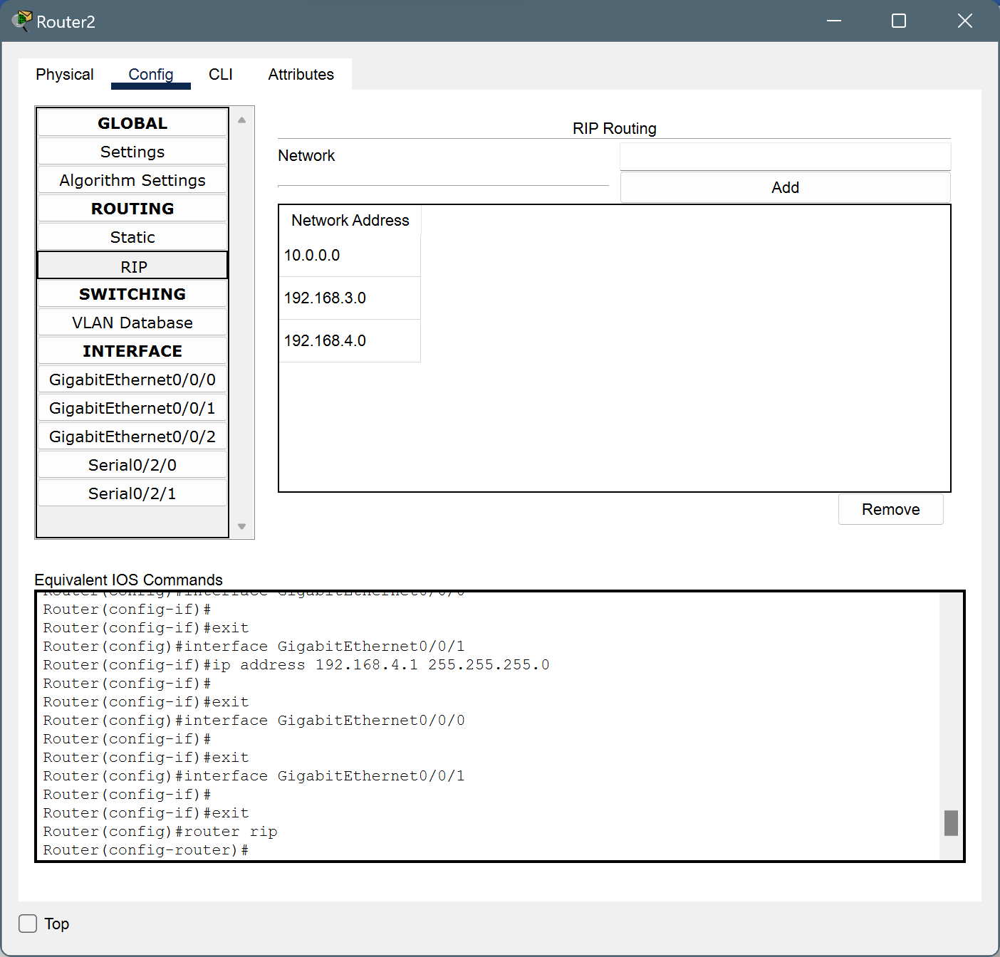 Router2
Physical
Config
CLI
Attributes
GLOBAL
Settings
Algorithm Settings
ROUTING
Static
RIP
SWITCHING
VLAN Database
INTERFACE
GigabitEthernet0/0/0
GigabitEthernet0/0/1
GigabitEthernet0/0/2
Serial0/2/0
Serial0/2/1
RIP Routing
Network
Add
Network Address
10.0.0.0
192.168.3.0
192.168.4.0
Remove
Equivalent IOS Commands
Router(config)#interface GigabitEthernet0/0/0
Router(config-if)#
Router(config-if)#exit
Router(config)#interface GigabitEthernet0/0/1
Router(config-if)#ip address 192.168.4.1 255.255.255.0
Router(config-if)#
Router(config-if)#exit
Router(config)#interface GigabitEthernet0/0/0
Router(config-if)#
Router(config-if)#exit
Router(config)#interface GigabitEthernet0/0/1
Router(config-if)#
Router(config-if)#exit
Router(config)#router rip
Router(config-router)#
Top